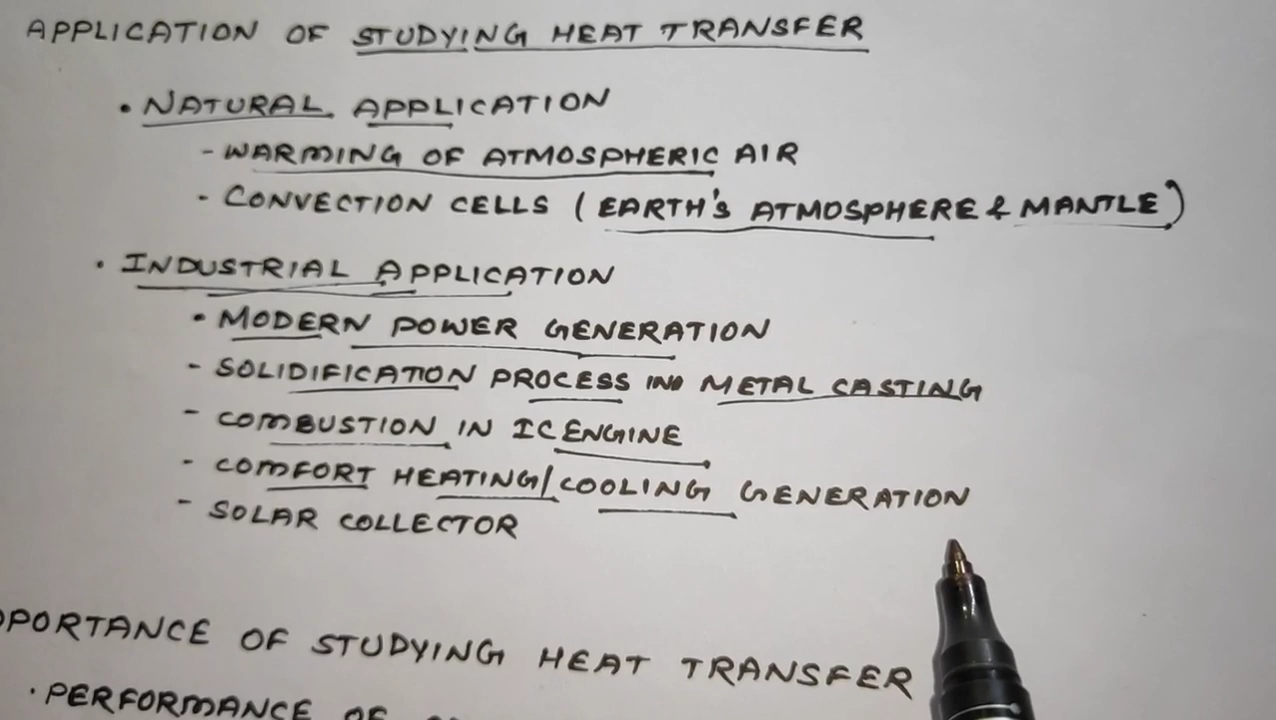 APPLICATION OF STUDYING HEAT TRANSFER
• NATURAL APPLICATION
- WARMING OF ATMOSPHERIC AIR
- CONVECTION CELLS (EARTH'S ATMOSPHERE & MANTLE)
• INDUSTRIAL APPLICATION
• MODERN POWER GENERATION
- SOLIDIFICATION PROCESS IN METAL CASTING
- COMBUSTION IN IC ENGINE
- COMFORT HEATING/COOLING GENERATION
- SOLAR COLLECTOR
PORTANCE OF STUDYING HEAT TRANSFER
• PERFORMANCE OF